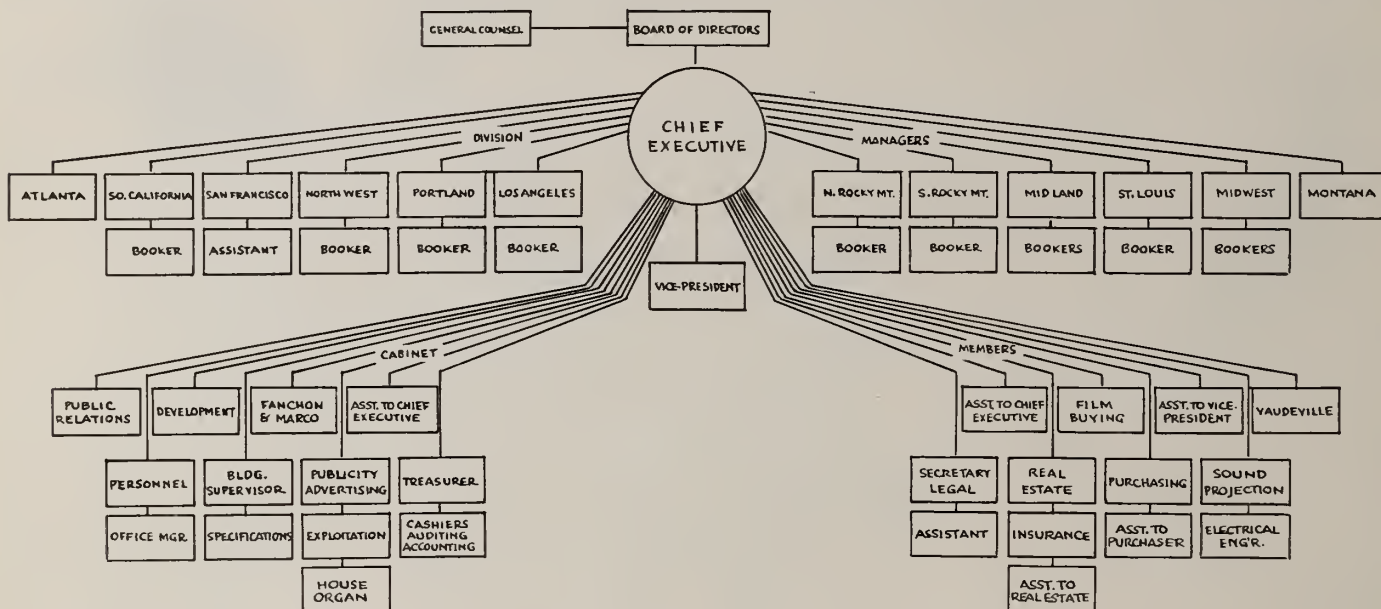 GENERAL COUNSEL
BOARD OF DIRECTORS
CHIEF
EXECUTIVE
DIVISION
MANAGERS
ATLANTA
SO. CALIFORNIA
SAN FRANCISCO
NORTH WEST
PORTLAND
LOS ANGELES
N. ROCKY MT.
S. ROCKY MT.
MIDLAND
ST. LOUIS
MIDWEST
MONTANA
BOOKER
ASSISTANT
BOOKER
BOOKER
BOOKER
BOOKER
BOOKER
BOOKERS
BOOKER
BOOKERS
VICE-PRESIDENT
CABINET
MEMBERS
PUBLIC
RELATIONS
DEVELOPMENT
FANCHON
& MARCO
ASST. TO CHIEF
EXECUTIVE
ASST. TO CHIEF
EXECUTIVE
FILM
BUYING
ASST. TO VICE-
PRESIDENT
VAUDEVILLE
PERSONNEL
BLDG.
SUPERVISOR
PUBLICITY
ADVERTISING
TREASURER
SECRETARY
LEGAL
REAL
ESTATE
PURCHASING
SOUND
PROJECTION
OFFICE MGR.
SPECIFICATIONS
EXPLOITATION
CASHIERS
AUDITING
ACCOUNTING
ASSISTANT
INSURANCE
ASST. TO
PURCHASER
ELECTRICAL
ENG'R.
HOUSE
ORGAN
ASST. TO
REAL ESTATE